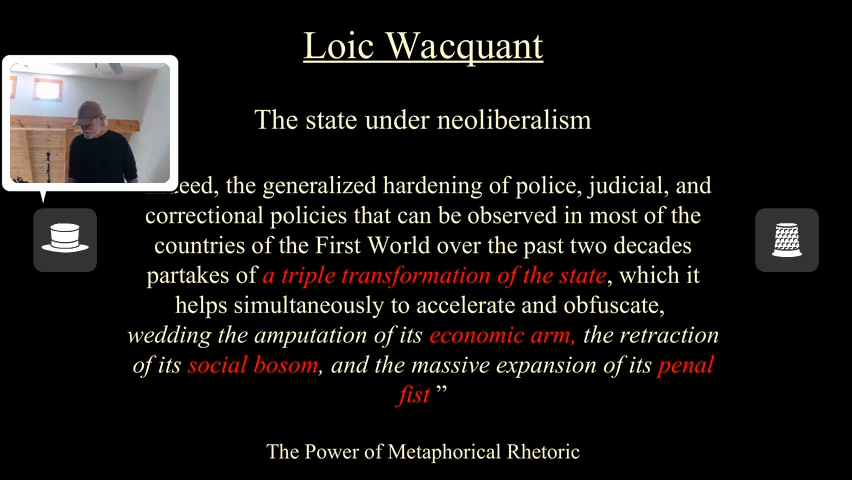 Loic Wacquant
The state under neoliberalism
deed, the generalized hardening of police, judicial, and
correctional policies that can be observed in most of the
countries of the First World over the past two decades
partakes of a triple transformation of the state, which it
helps simultaneously to accelerate and obfuscate,
wedding the amputation of its economic arm, the retraction
of its social bosom, and the massive expansion of its penal
fist ”
The Power of Metaphorical Rhetoric